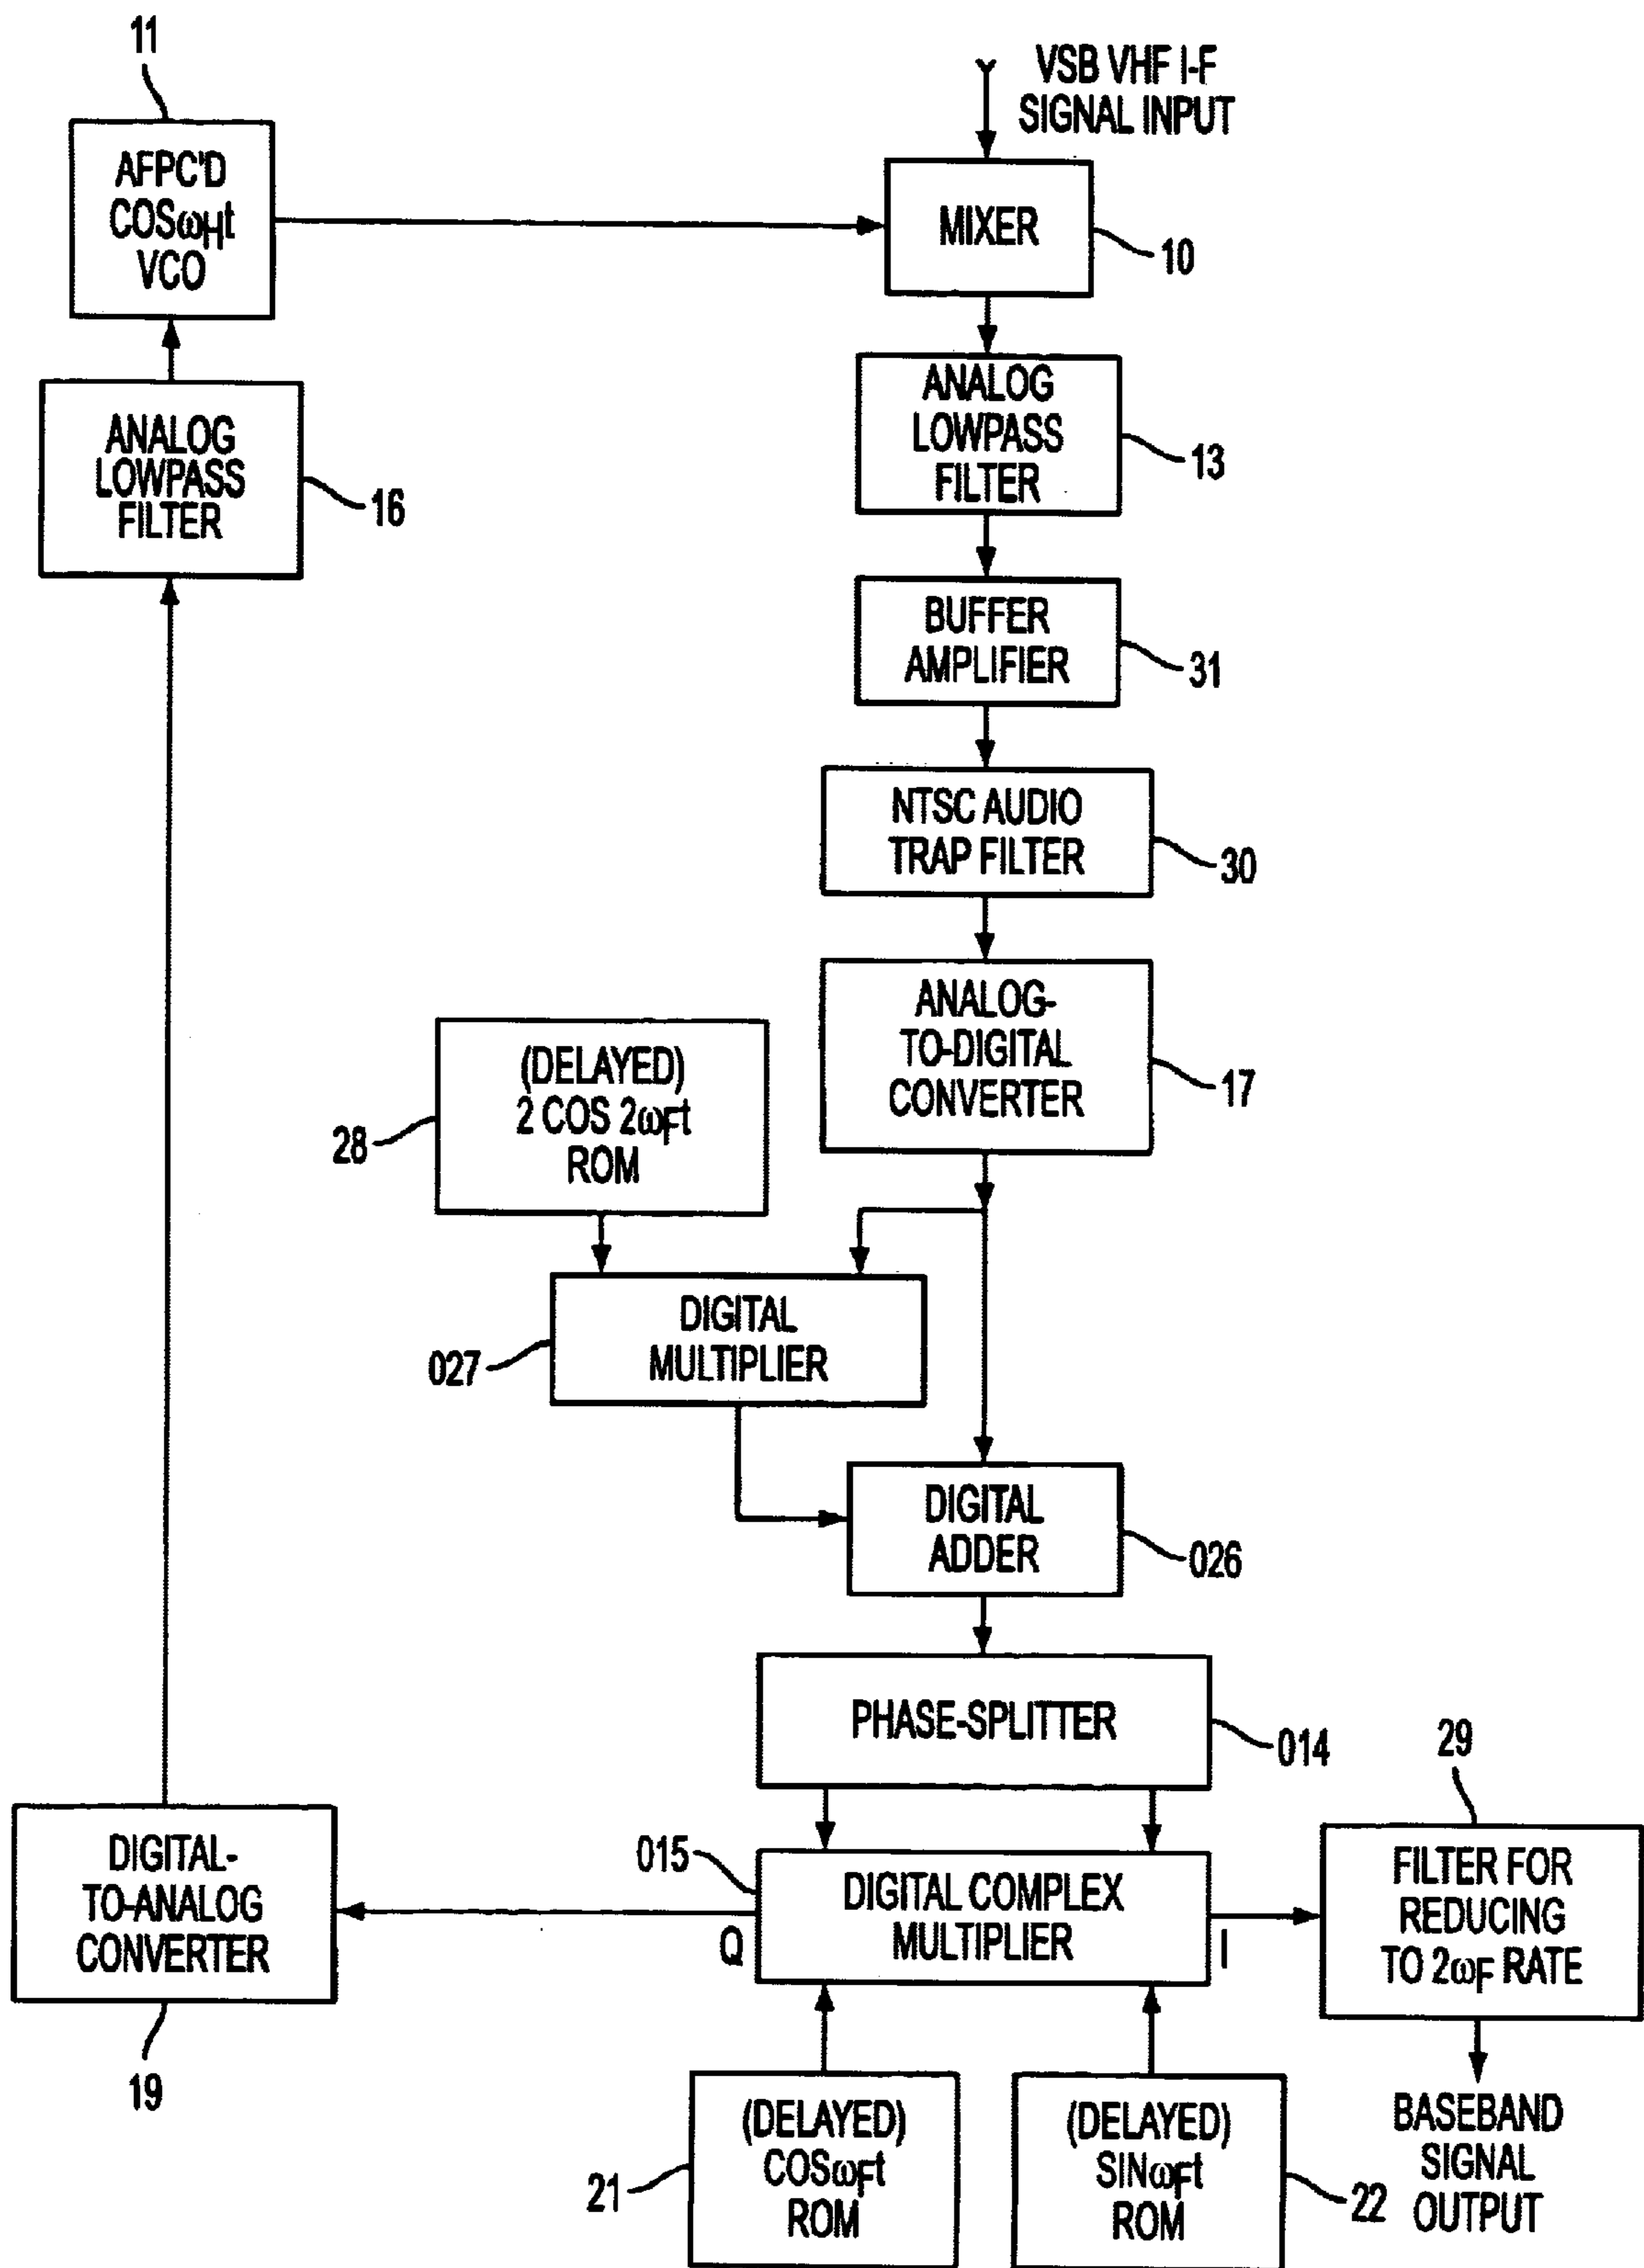 11
AFPC'D
COSωHt
VCO
VSB VHF I-F
SIGNAL INPUT
MIXER
10
ANALOG
LOWPASS
FILTER
16
ANALOG
LOWPASS
FILTER
13
BUFFER
AMPLIFIER
31
NTSC AUDIO
TRAP FILTER
30
ANALOG-
TO-DIGITAL
CONVERTER
17
(DELAYED)
2 COS 2ωFt
ROM
28
DIGITAL
MULTIPLIER
027
DIGITAL
ADDER
026
PHASE-SPLITTER
014
DIGITAL COMPLEX
MULTIPLIER
015
Q
I
DIGITAL-
TO-ANALOG
CONVERTER
19
29
FILTER FOR
REDUCING
TO 2ωF RATE
(DELAYED)
COSωFt
ROM
21
(DELAYED)
SINωFt
ROM
22
BASEBAND
SIGNAL
OUTPUT